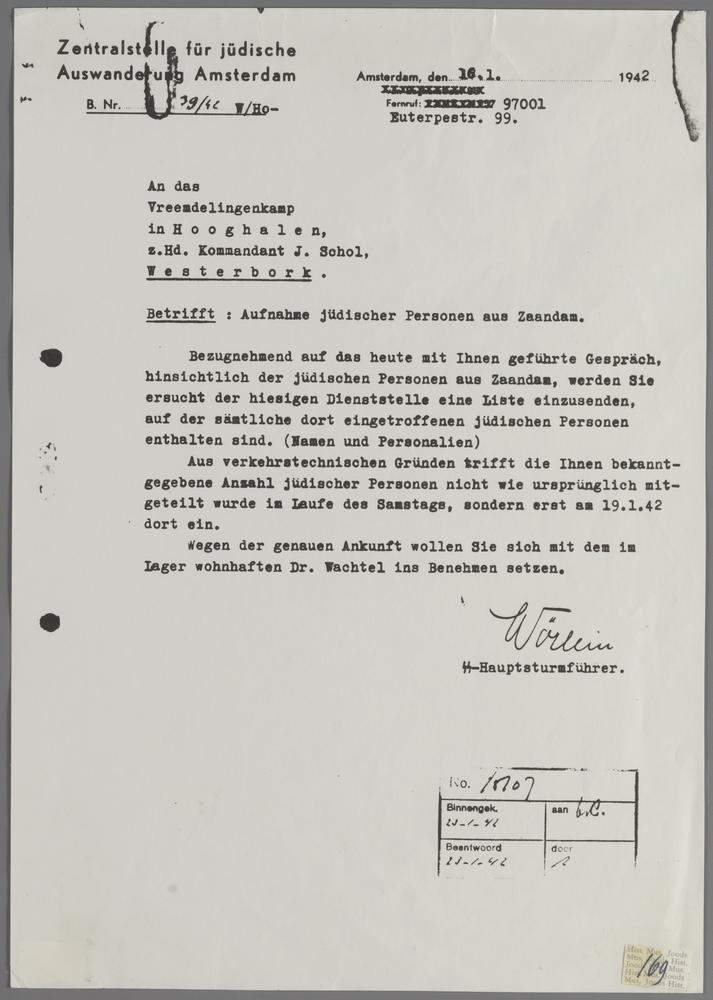 Zentralstelle für jüdische
Auswanderung Amsterdam
Amsterdam, den 16.1. 1942
B. Nr. 39/42 W/Ho-
Fernruf: 97001
Euterpestr. 99.
An das
Vreemdelingenkamp
in H o o g h a l e n,
z.Hd. Kommandant J. Schol,
W e s t e r b o r k .
Betrifft : Aufnahme jüdischer Personen aus Zaandam.
Bezugnehmend auf das heute mit Ihnen geführte Gespräch,
hinsichtlich der jüdischen Personen aus Zaandam, werden Sie
ersucht der hiesigen Dienststelle eine Liste einzusenden,
auf der sämtliche dort eingetroffenen jüdischen Personen
enthalten sind. (Namen und Personalien)
Aus verkehrstechnischen Gründen trifft die Ihnen bekannt-
gegebene Anzahl jüdischer Personen nicht wie ursprünglich mit-
geteilt wurde im Laufe des Samstags, sondern erst am 19.1.42
dort ein.
Wegen der genauen Ankunft wollen Sie sich mit dem im
Lager wohnhaften Dr. Wachtel ins Benehmen setzen.
Wörlein
SS-Hauptsturmführer.
No.
Binnengek. aan
23-1-42
Beantwoord door
23-1-42
Hist. Mus. Joods
169